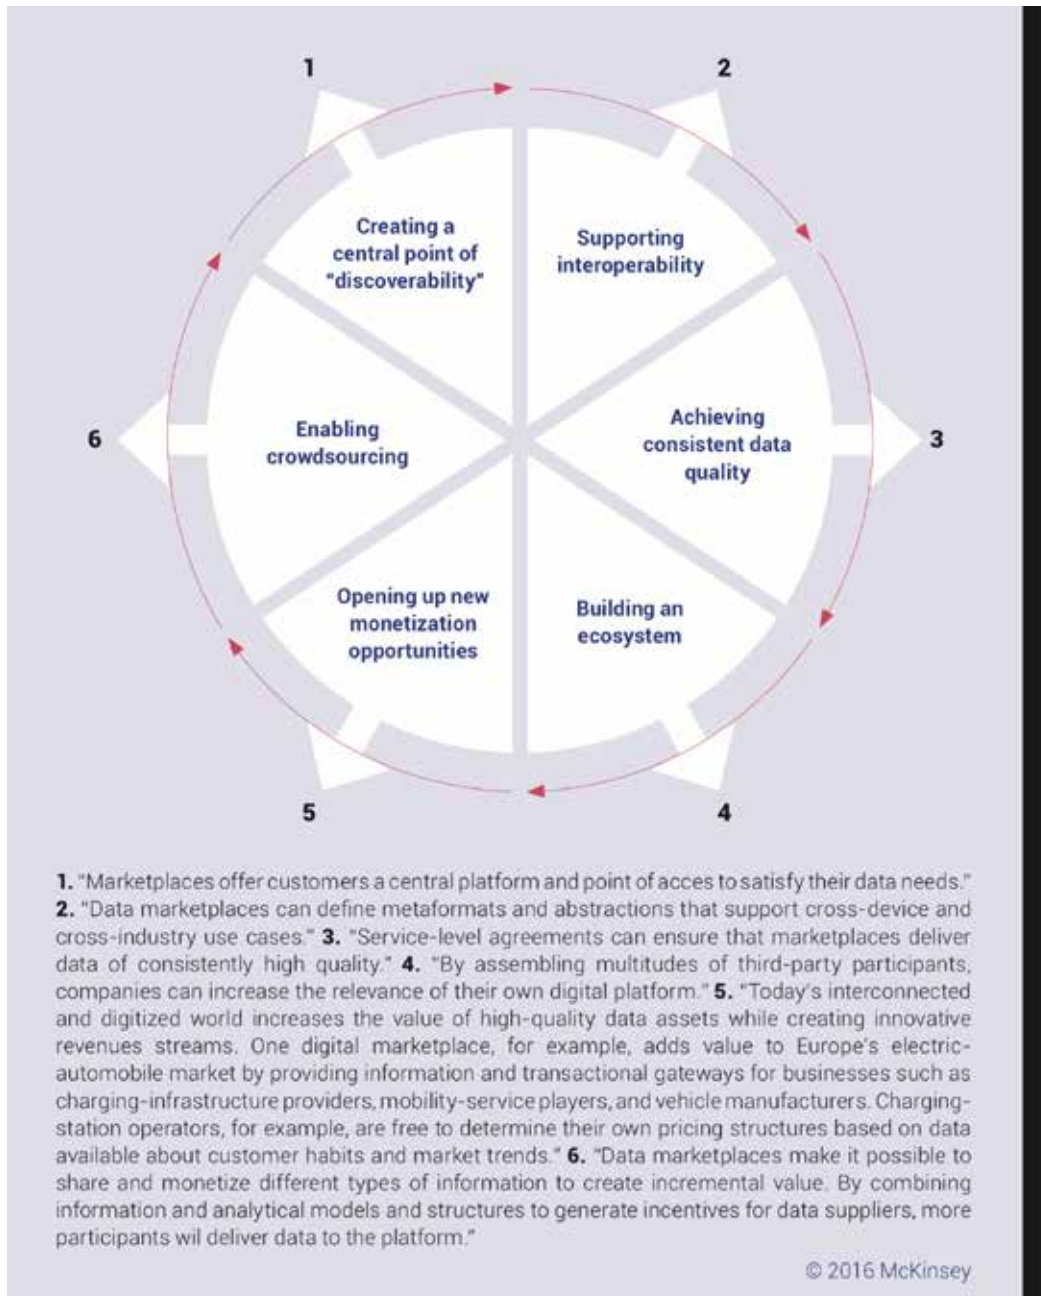 1
2
Creating a
central point of
"discoverability"
Supporting
interoperability
Achieving
consistent data
quality
Enabling
crowdsourcing
6
3
Opening up new
monetization
opportunities
Building an
ecosystem
5
4
1. "Marketplaces offer customers a central platform and point of acces to satisfy their data needs."
2. "Data marketplaces can define metaformats and abstractions that support cross-device and
cross-industry use cases." 3. "Service-level agreements can ensure that marketplaces deliver
data of consistently high quality." 4. "By assembling multitudes of third-party participants,
companies can increase the relevance of their own digital platform." 5. "Today's interconnected
and digitized world increases the value of high-quality data assets while creating innovative
revenues streams. One digital marketplace, for example, adds value to Europe's electric-
automobile market by providing information and transactional gateways for businesses such as
charging-infrastructure providers, mobility-service players, and vehicle manufacturers. Charging-
station operators, for example, are free to determine their own pricing structures based on data
available about customer habits and market trends." 6. "Data marketplaces make it possible to
share and monetize different types of information to create incremental value. By combining
information and analytical models and structures to generate incentives for data suppliers, more
participants wil deliver data to the platform."
© 2016 McKinsey